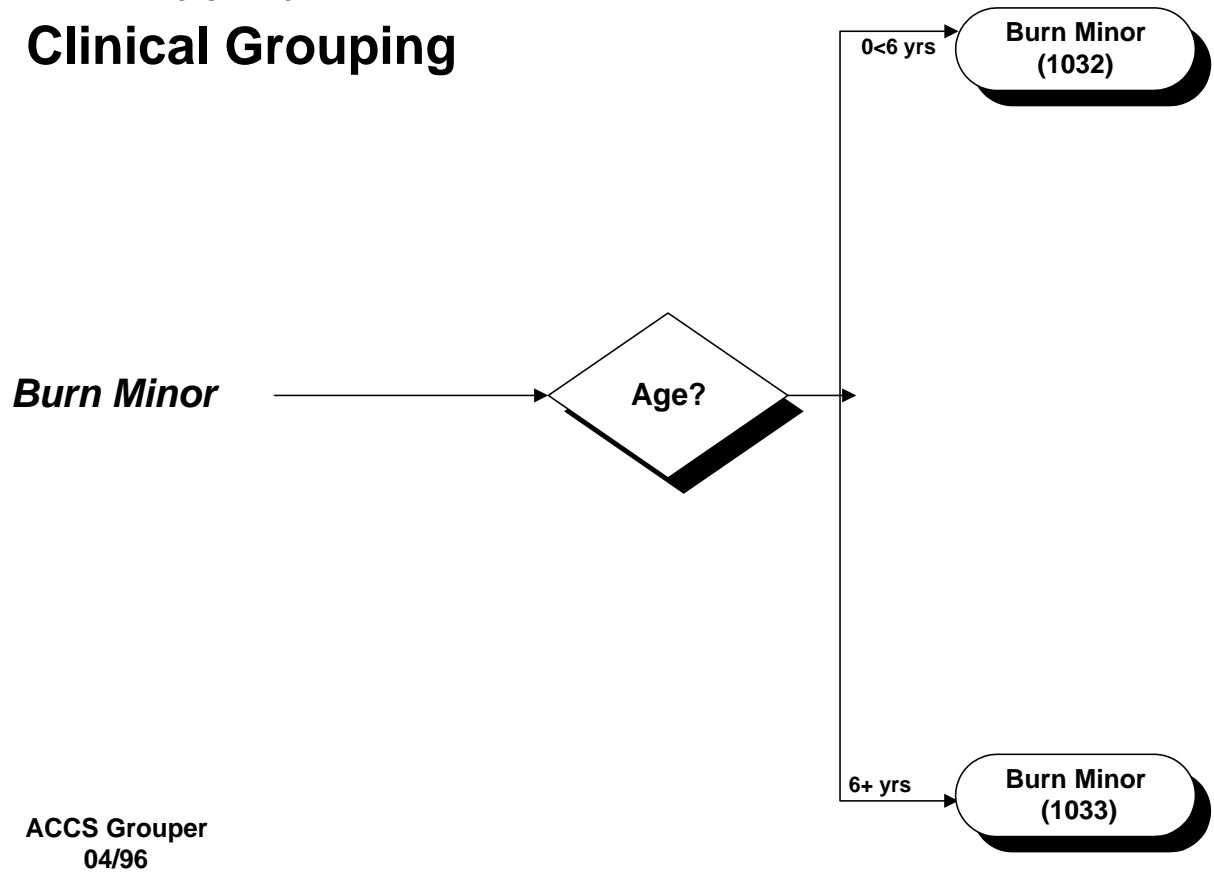 Clinical Grouping
0<6 yrs
Burn Minor
(1032)
Burn Minor
Age?
6+ yrs
Burn Minor
(1033)
ACCS Grouper
04/96